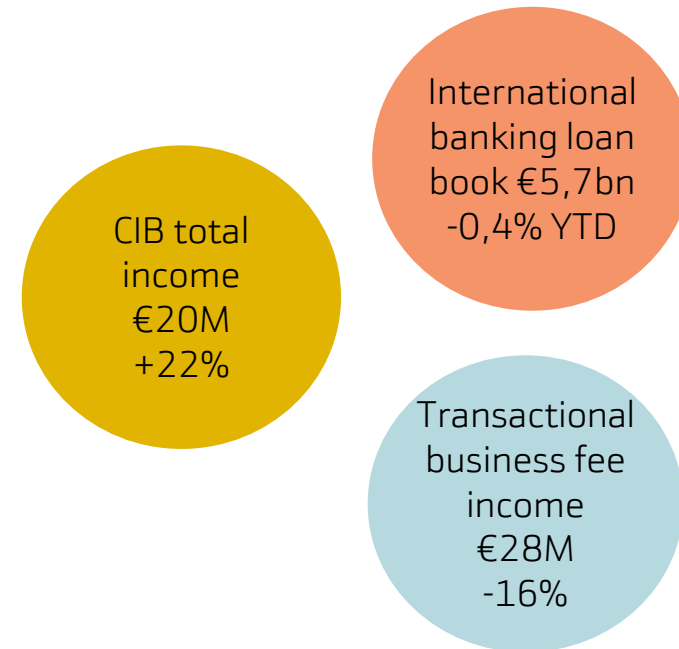 CIB total
income
€20M
+22%
International
banking loan
book €5,7bn
-0,4% YTD
Transactional
business fee
income
€28M
-16%